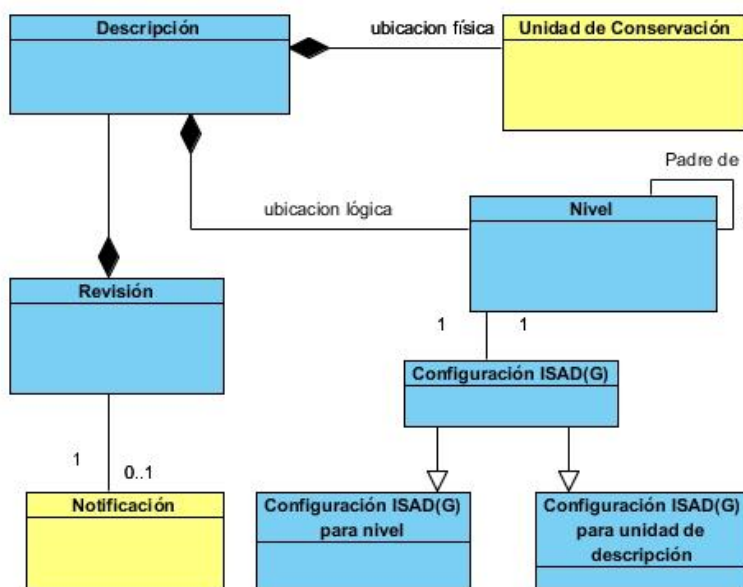 Descripción
ubicacion física
Unidad de Conservación
Padre de
ubicacion lógica
Nivel
Revisión
1
1
Configuración ISAD(G)
1
0..1
Notificación
Configuración ISAD(G)
para nivel
Configuración ISAD(G)
para unidad de
descripción